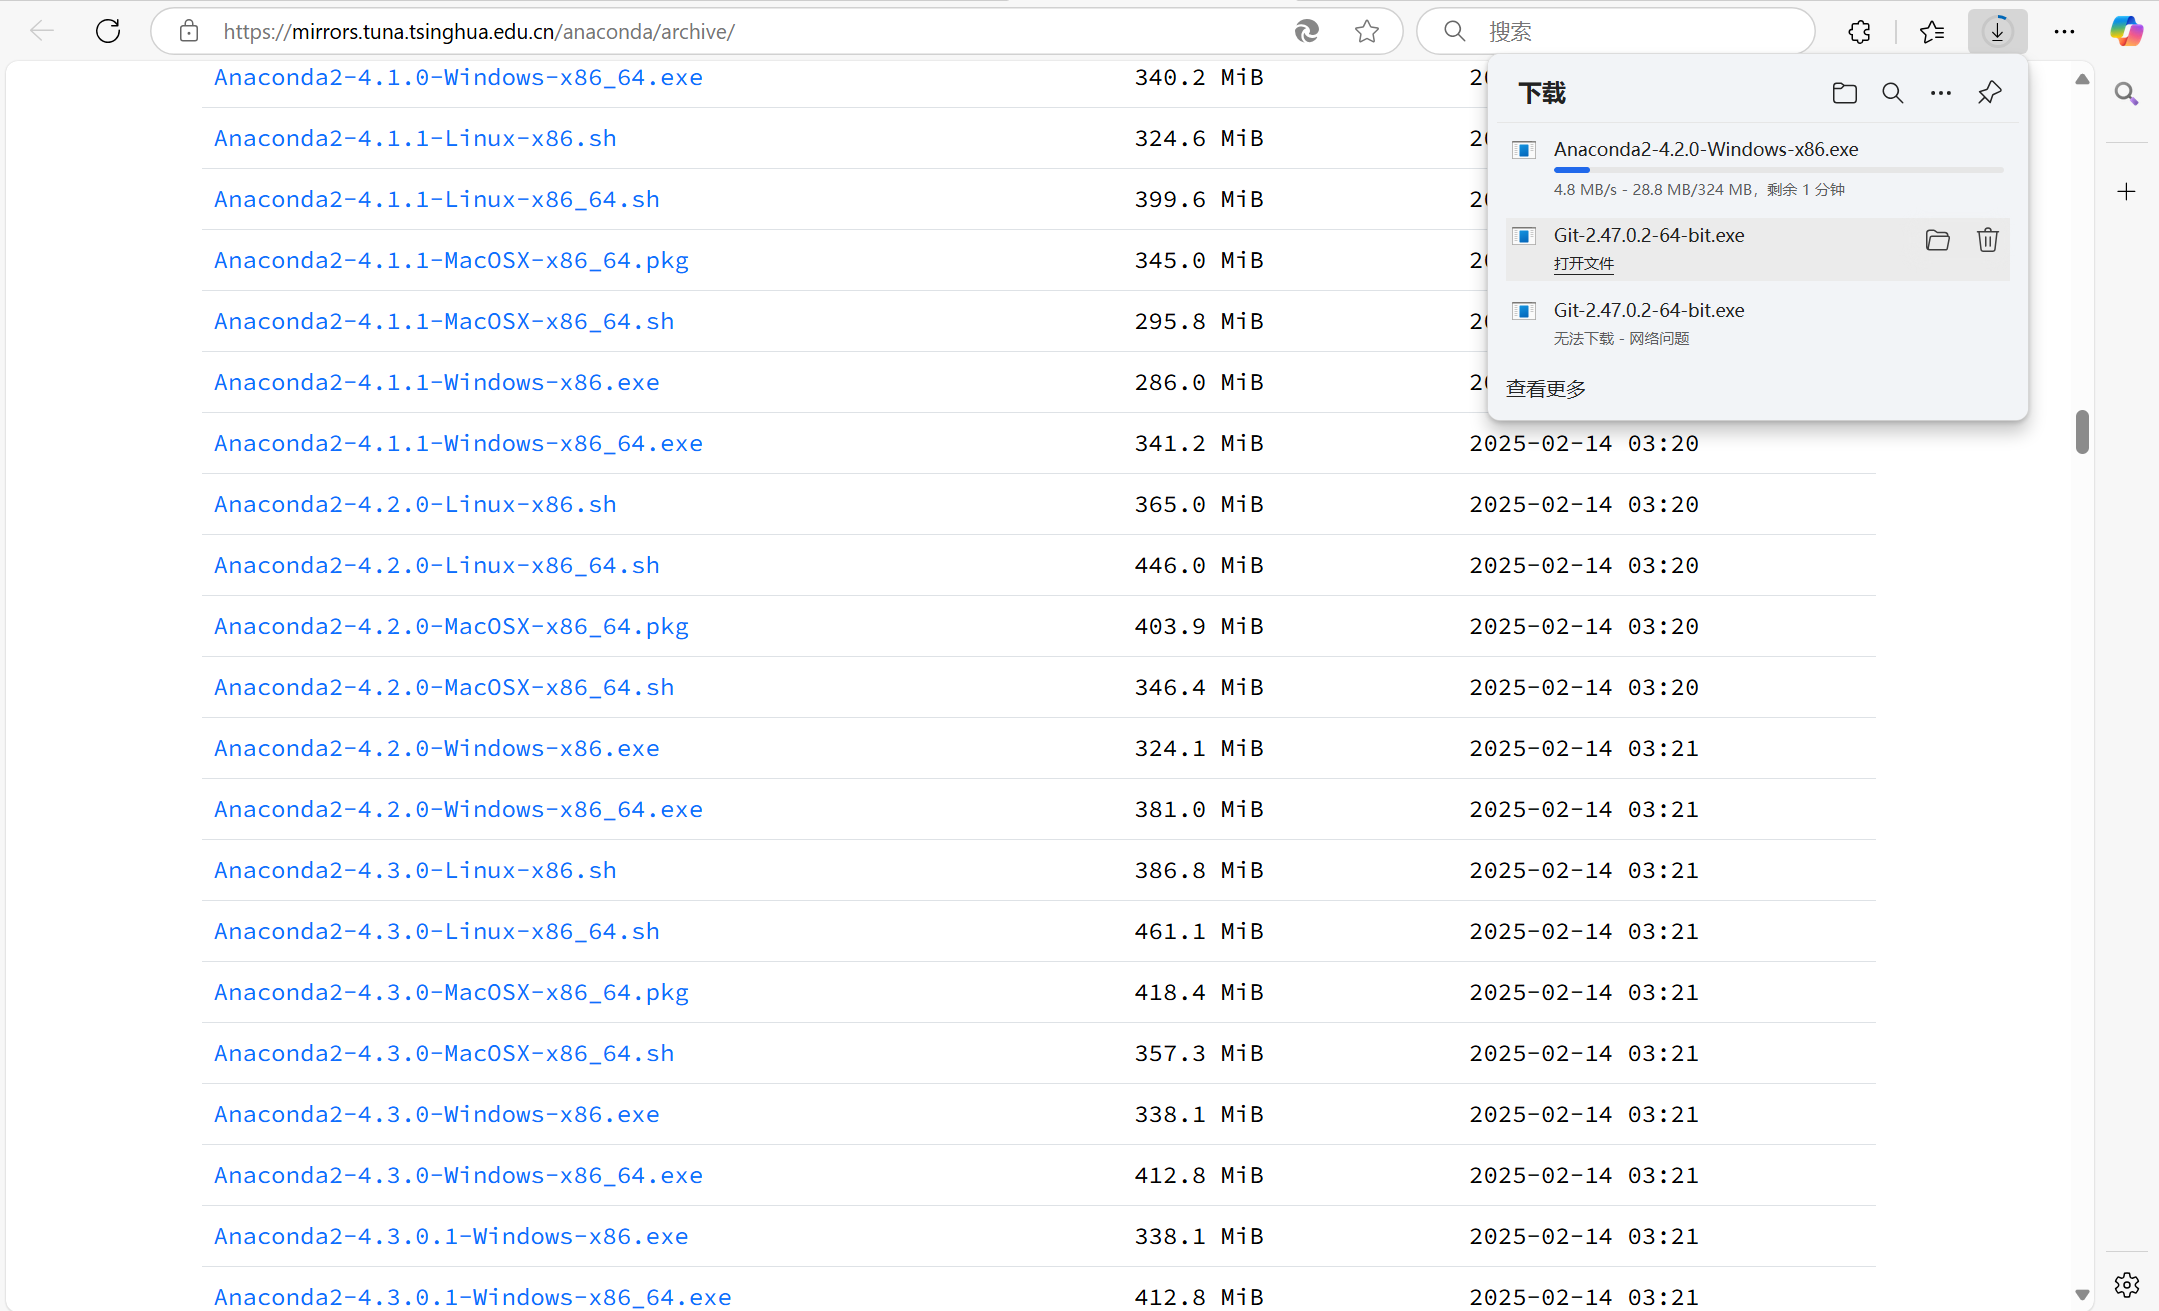 https://mirrors.tuna.tsinghua.edu.cn/anaconda/archive/
搜索
下载
Anaconda2-4.2.0-Windows-x86.exe
4.8 MB/s - 28.8 MB/324 MB，剩余 1 分钟
Git-2.47.0.2-64-bit.exe
打开文件
Git-2.47.0.2-64-bit.exe
无法下载 - 网络问题
查看更多
Anaconda2-4.1.0-Windows-x86_64.exe 340.2 MiB
Anaconda2-4.1.1-Linux-x86.sh 324.6 MiB
Anaconda2-4.1.1-Linux-x86_64.sh 399.6 MiB
Anaconda2-4.1.1-MacOSX-x86_64.pkg 345.0 MiB
Anaconda2-4.1.1-MacOSX-x86_64.sh 295.8 MiB
Anaconda2-4.1.1-Windows-x86.exe 286.0 MiB
Anaconda2-4.1.1-Windows-x86_64.exe 341.2 MiB 2025-02-14 03:20
Anaconda2-4.2.0-Linux-x86.sh 365.0 MiB 2025-02-14 03:20
Anaconda2-4.2.0-Linux-x86_64.sh 446.0 MiB 2025-02-14 03:20
Anaconda2-4.2.0-MacOSX-x86_64.pkg 403.9 MiB 2025-02-14 03:20
Anaconda2-4.2.0-MacOSX-x86_64.sh 346.4 MiB 2025-02-14 03:20
Anaconda2-4.2.0-Windows-x86.exe 324.1 MiB 2025-02-14 03:21
Anaconda2-4.2.0-Windows-x86_64.exe 381.0 MiB 2025-02-14 03:21
Anaconda2-4.3.0-Linux-x86.sh 386.8 MiB 2025-02-14 03:21
Anaconda2-4.3.0-Linux-x86_64.sh 461.1 MiB 2025-02-14 03:21
Anaconda2-4.3.0-MacOSX-x86_64.pkg 418.4 MiB 2025-02-14 03:21
Anaconda2-4.3.0-MacOSX-x86_64.sh 357.3 MiB 2025-02-14 03:21
Anaconda2-4.3.0-Windows-x86.exe 338.1 MiB 2025-02-14 03:21
Anaconda2-4.3.0-Windows-x86_64.exe 412.8 MiB 2025-02-14 03:21
Anaconda2-4.3.0.1-Windows-x86.exe 338.1 MiB 2025-02-14 03:21
Anaconda2-4.3.0.1-Windows-x86_64.exe 412.8 MiB 2025-02-14 03:21